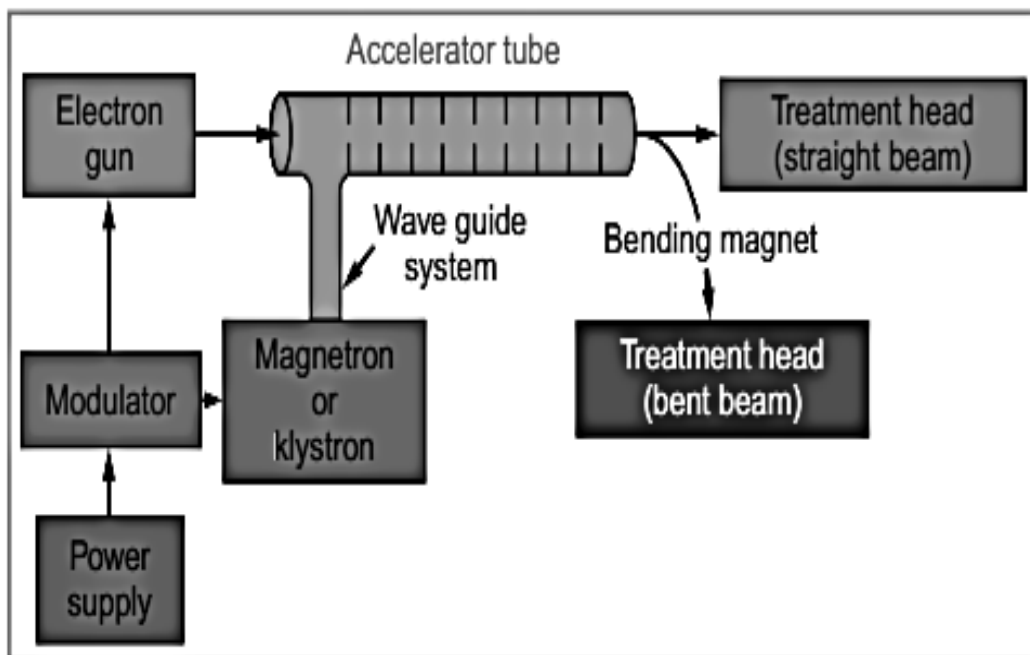 Accelerator tube
Electron
gun
Treatment head
(straight beam)
Wave guide
system
Bending magnet
Modulator
Magnetron
or
klystron
Treatment head
(bent beam)
Power
supply